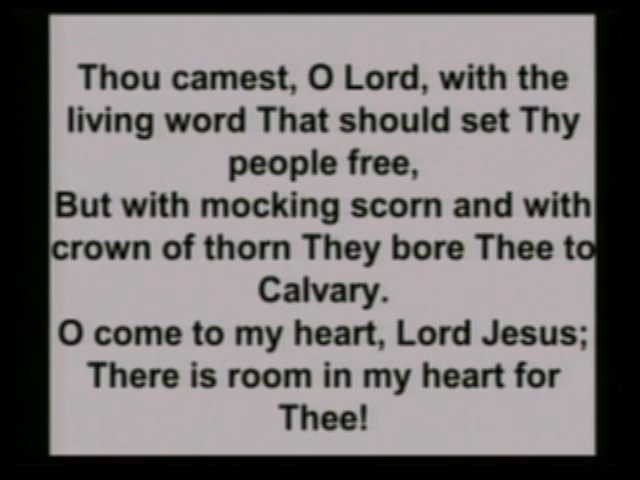 Thou camest, O Lord, with the
living word That should set Thy
people free,
But with mocking scorn and with
crown of thorn They bore Thee to
Calvary.
O come to my heart, Lord Jesus;
There is room in my heart for
Thee!